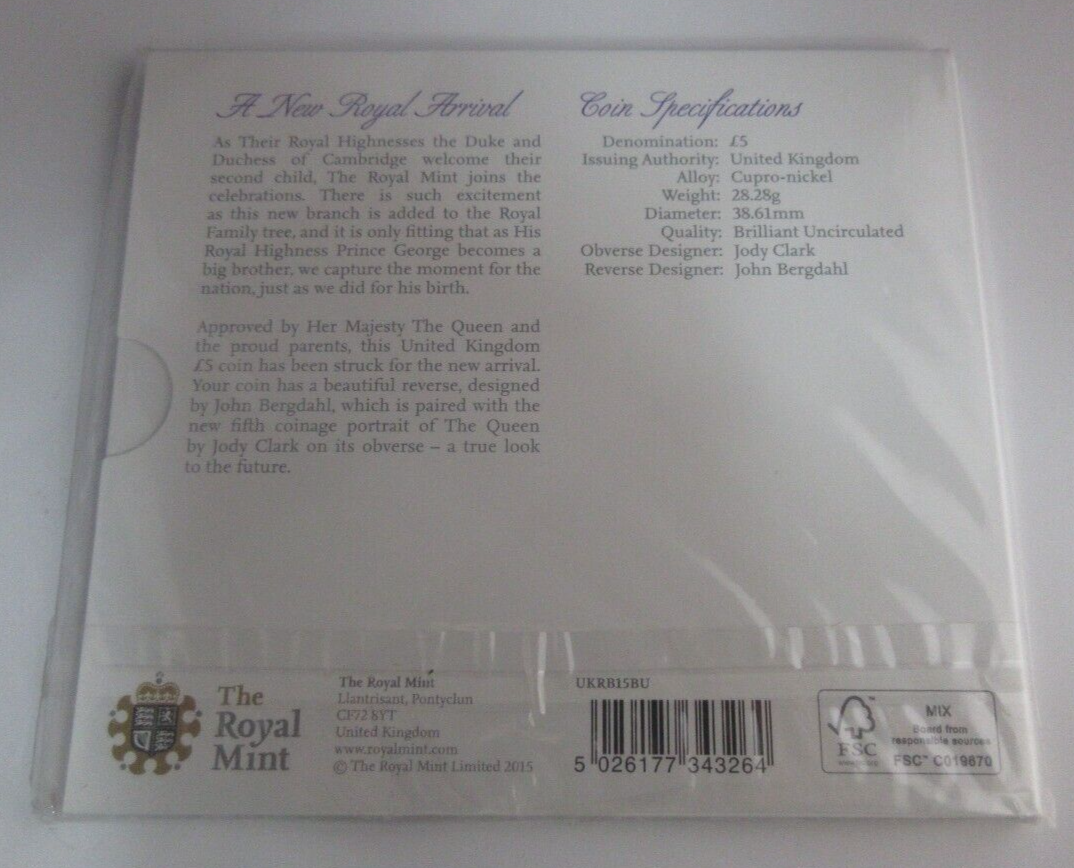 A New Royal Arrival
As Their Royal Highnesses the Duke and
Duchess of Cambridge welcome their
second child, The Royal Mint joins the
celebrations. There is such excitement
as this new branch is added to the Royal
Family tree, and it is only fitting that as His
Royal Highness Prince George becomes a
big brother, we capture the moment for the
nation, just as we did for his birth.
Approved by Her Majesty The Queen and
the proud parents, this United Kingdom
£5 coin has been struck for the new arrival.
Your coin has a beautiful reverse, designed
by John Bergdahl, which is paired with the
new fifth coinage portrait of The Queen
by Jody Clark on its obverse – a true look
to the future.
Coin Specifications
Denomination: £5
Issuing Authority: United Kingdom
Alloy: Cupro-nickel
Weight: 28.28g
Diameter: 38.61mm
Quality: Brilliant Uncirculated
Obverse Designer: Jody Clark
Reverse Designer: John Bergdahl
The
Royal
Mint
The Royal Mint
Llantrisant, Pontyclun
CF72 8YT
United Kingdom
www.royalmint.com
© The Royal Mint Limited 2015
UKRB15BU
5 026177 343264
FSC™
MIX
Board from
responsible sources
FSC™ C019870